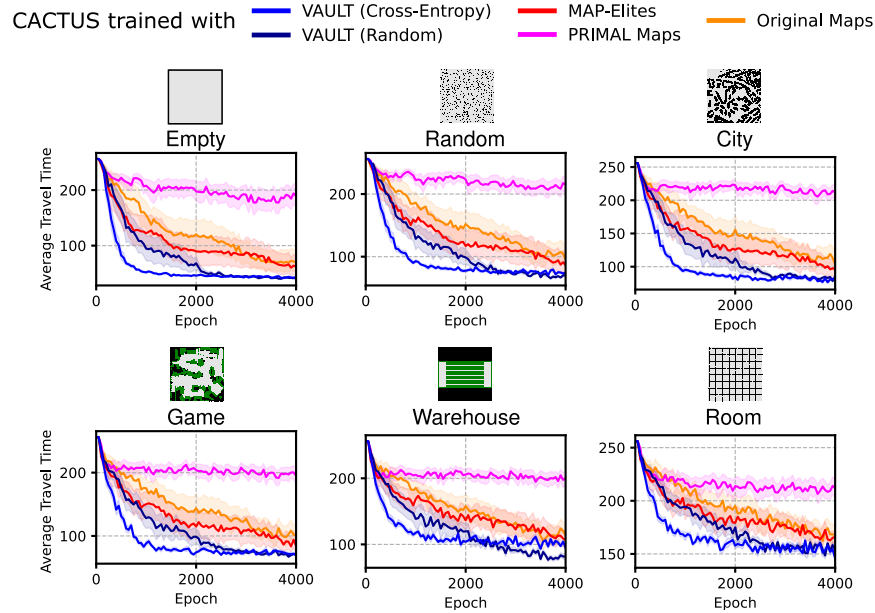 CACTUS trained with
VAULT (Cross-Entropy)
VAULT (Random)
MAP-Elites
PRIMAL Maps
Original Maps
Empty
Random
City
Average Travel Time
200
100
0
2000
4000
Epoch
200
100
0
2000
4000
Epoch
250
200
150
100
0
2000
4000
Epoch
Game
Warehouse
Room
Average Travel Time
200
100
0
2000
4000
Epoch
200
100
0
2000
4000
Epoch
250
200
150
0
2000
4000
Epoch